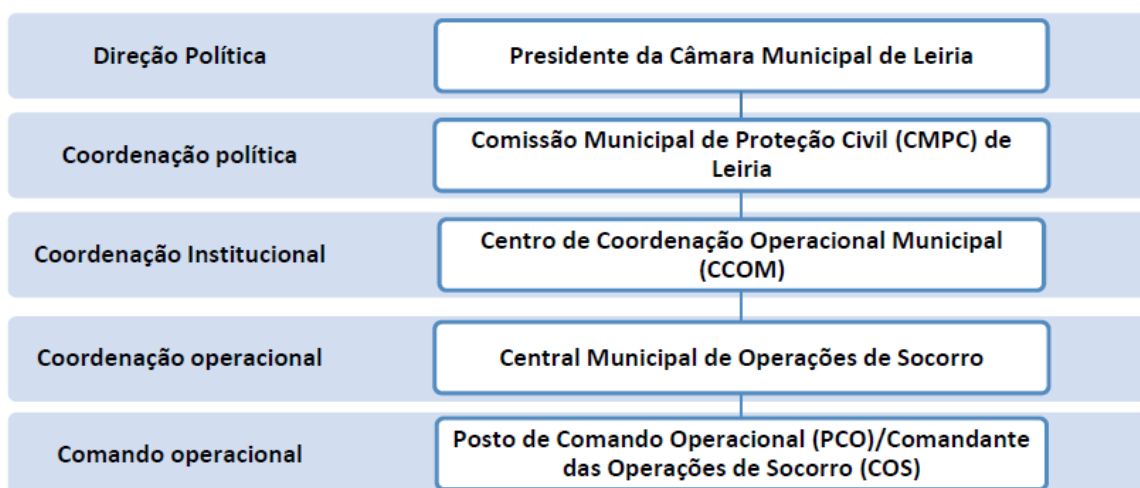 Direção Política
Presidente da Câmara Municipal de Leiria
Coordenação política
Comissão Municipal de Proteção Civil (CMPC) de
Leiria
Coordenação Institucional
Centro de Coordenação Operacional Municipal
(CCOM)
Coordenação operacional
Central Municipal de Operações de Socorro
Comando operacional
Posto de Comando Operacional (PCO)/Comandante
das Operações de Socorro (COS)